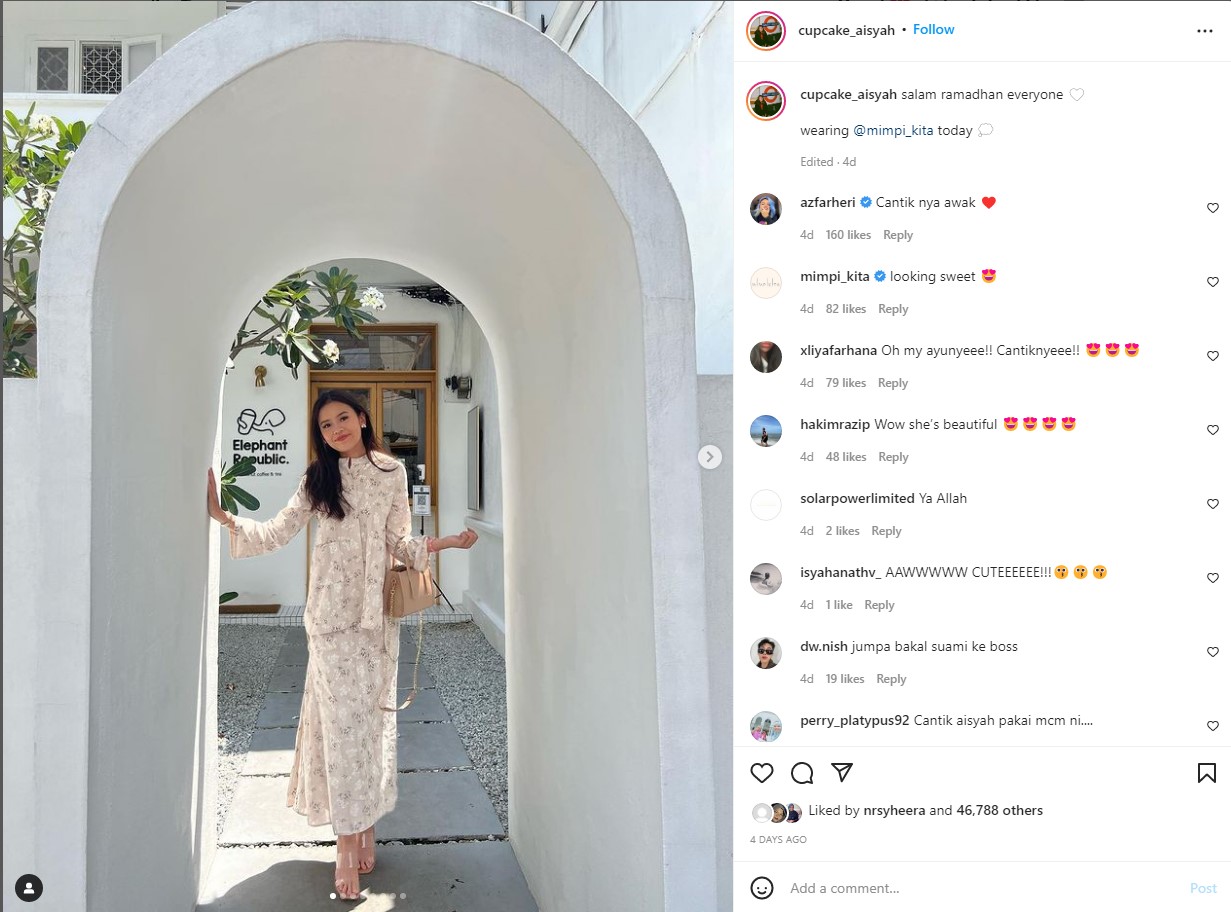 Elephant
Republic.
cupcake_aisyah • Follow
cupcake_aisyah salam ramadhan everyone 🤍
wearing @mimpi_kita today 💭
Edited · 4d
azfarheri Cantik nya awak ❤️
4d 160 likes Reply
mimpi_kita looking sweet 😍
4d 82 likes Reply
xliyafarhana Oh my ayunyeee!! Cantiknyeee!! 😍😍😍
4d 79 likes Reply
hakimrazip Wow she’s beautiful 😍😍😍😍
4d 48 likes Reply
solarpowerlimited Ya Allah
4d 2 likes Reply
isyahanathv_ AAWWWWW CUTEEEEEE!!!🤫🤫🤫
4d 1 like Reply
dw.nish jumpa bakal suami ke boss
4d 19 likes Reply
perry_platypus92 Cantik aisyah pakai mcm ni....
Liked by nrsyheera and 46,788 others
4 DAYS AGO
Add a comment... Post